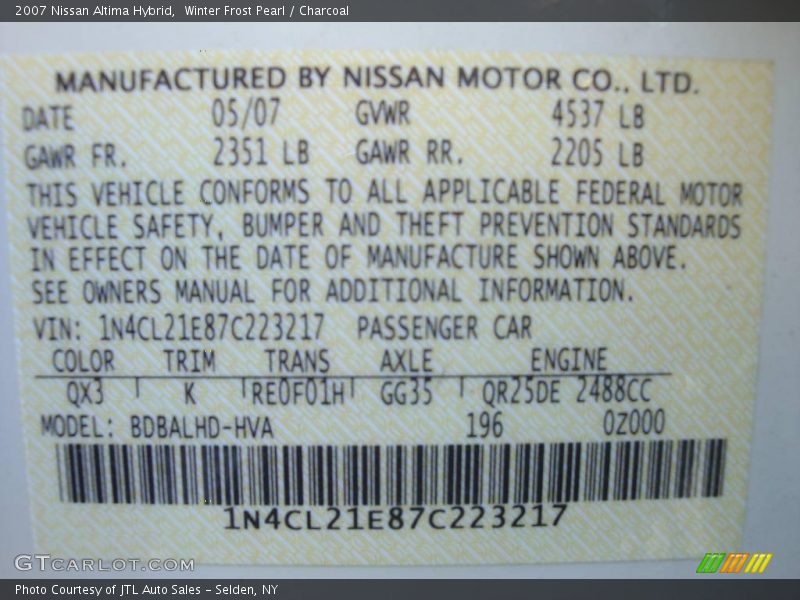 2007 Nissan Altima Hybrid,  Winter Frost Pearl / Charcoal
MANUFACTURED BY NISSAN MOTOR CO., LTD.
DATE 05/07 GVWR 4537 LB
GAWR FR. 2351 LB GAWR RR. 2205 LB
THIS VEHICLE CONFORMS TO ALL APPLICABLE FEDERAL MOTOR
VEHICLE SAFETY, BUMPER AND THEFT PREVENTION STANDARDS
IN EFFECT ON THE DATE OF MANUFACTURE SHOWN ABOVE.
SEE OWNERS MANUAL FOR ADDITIONAL INFORMATION.
VIN: 1N4CL21E87C223217 PASSENGER CAR
COLOR TRIM TRANS AXLE ENGINE
QX3 K RE0F01H GG35 QR25DE 2488CC
MODEL: BDBALHD-HVA 196 0Z000
1N4CL21E87C223217
GTCARLOT.COM
Photo Courtesy of JTL Auto Sales - Selden, NY